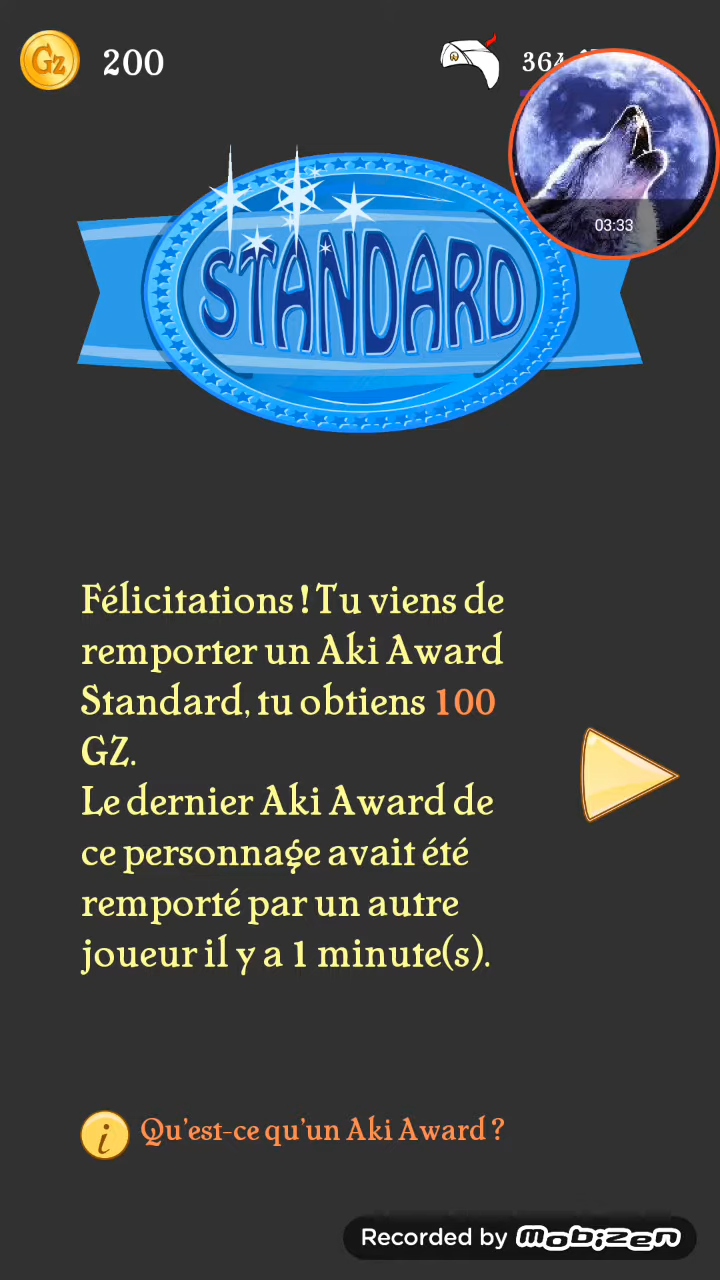 Gz 200
364
03:33
STANDARD
Félicitations ! Tu viens de
remporter un Aki Award
Standard, tu obtiens 100
GZ.
Le dernier Aki Award de
ce personnage avait été
remporté par un autre
joueur il y a 1 minute(s).
i Qu'est-ce qu'un Aki Award ?
Recorded by mobizen